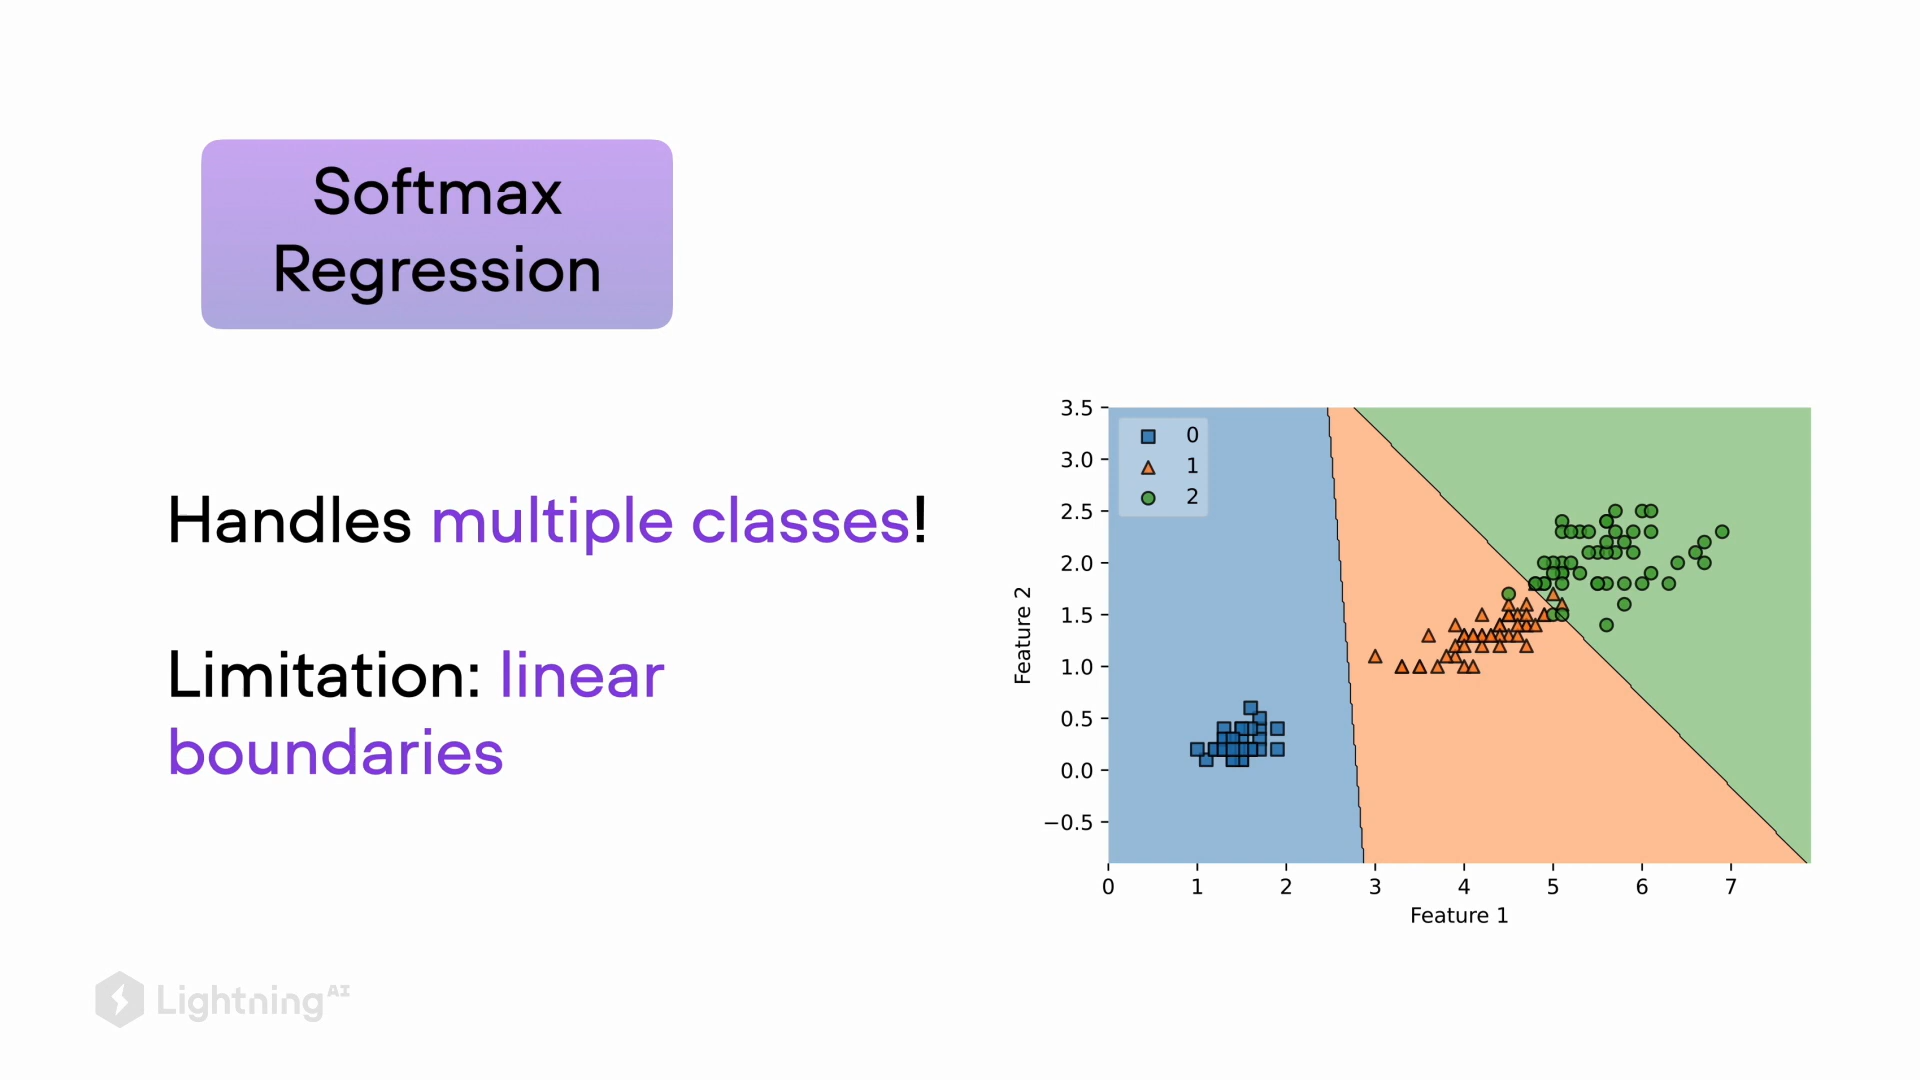 Softmax
Regression
Handles multiple classes!
Limitation: linear
boundaries
3.5
3.0
2.5
2.0
1.5
1.0
0.5
0.0
−0.5
Feature 2
0
1
2
0 1 2 3 4 5 6 7
Feature 1
Lightning AI